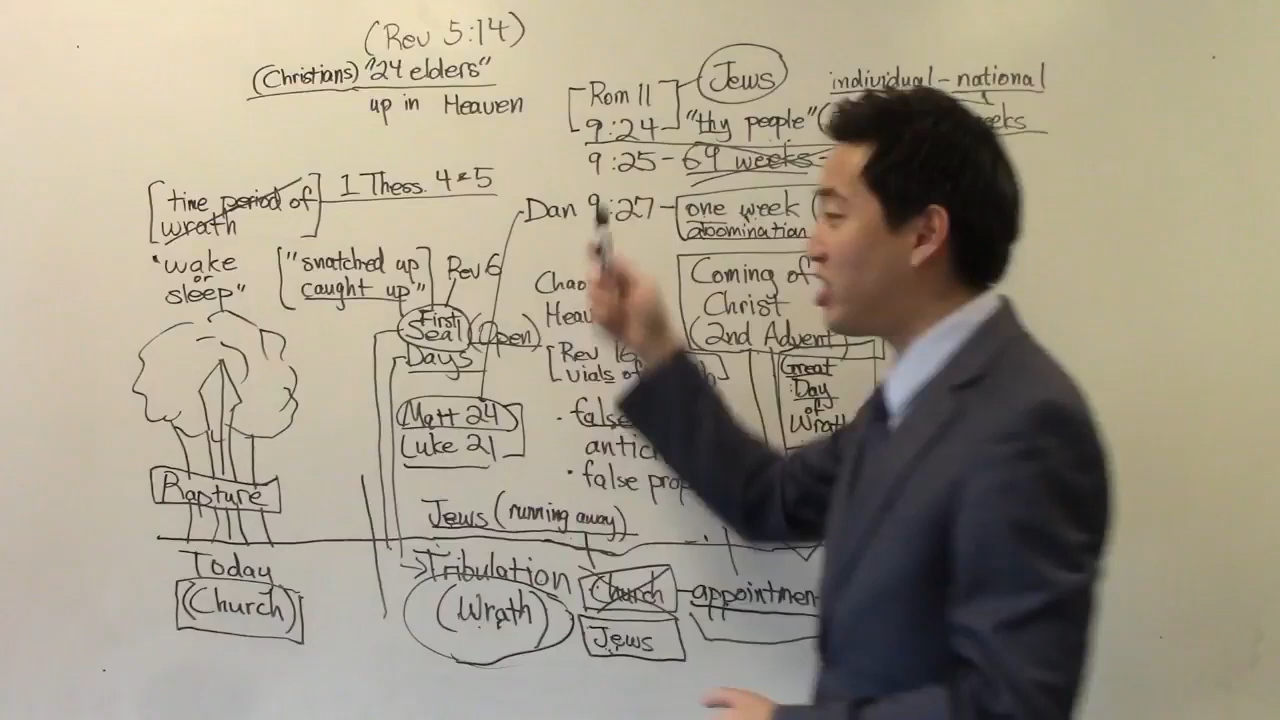 (Rev 5:14)
(Christians) "24 elders"
up in Heaven
Rom 11
Jews
individual - national
9:24
"thy people"
9:25 - 69 weeks
Dan 9:27 - one week
abomination
[time period of
wrath]
1 Thess. 4 & 5
"wake
or
sleep"
["snatched up
caught up"]
Rev 6
First
Seal
(Open)
Days
Matt 24
Luke 21
Rev 16
vials of
Coming of
Christ
(2nd Advent)
Great
Day
of
Wrath
• false
• false
Rapture
Jews (running away)
Today
(Church)
Tribulation
(Wrath)
Church
Jews